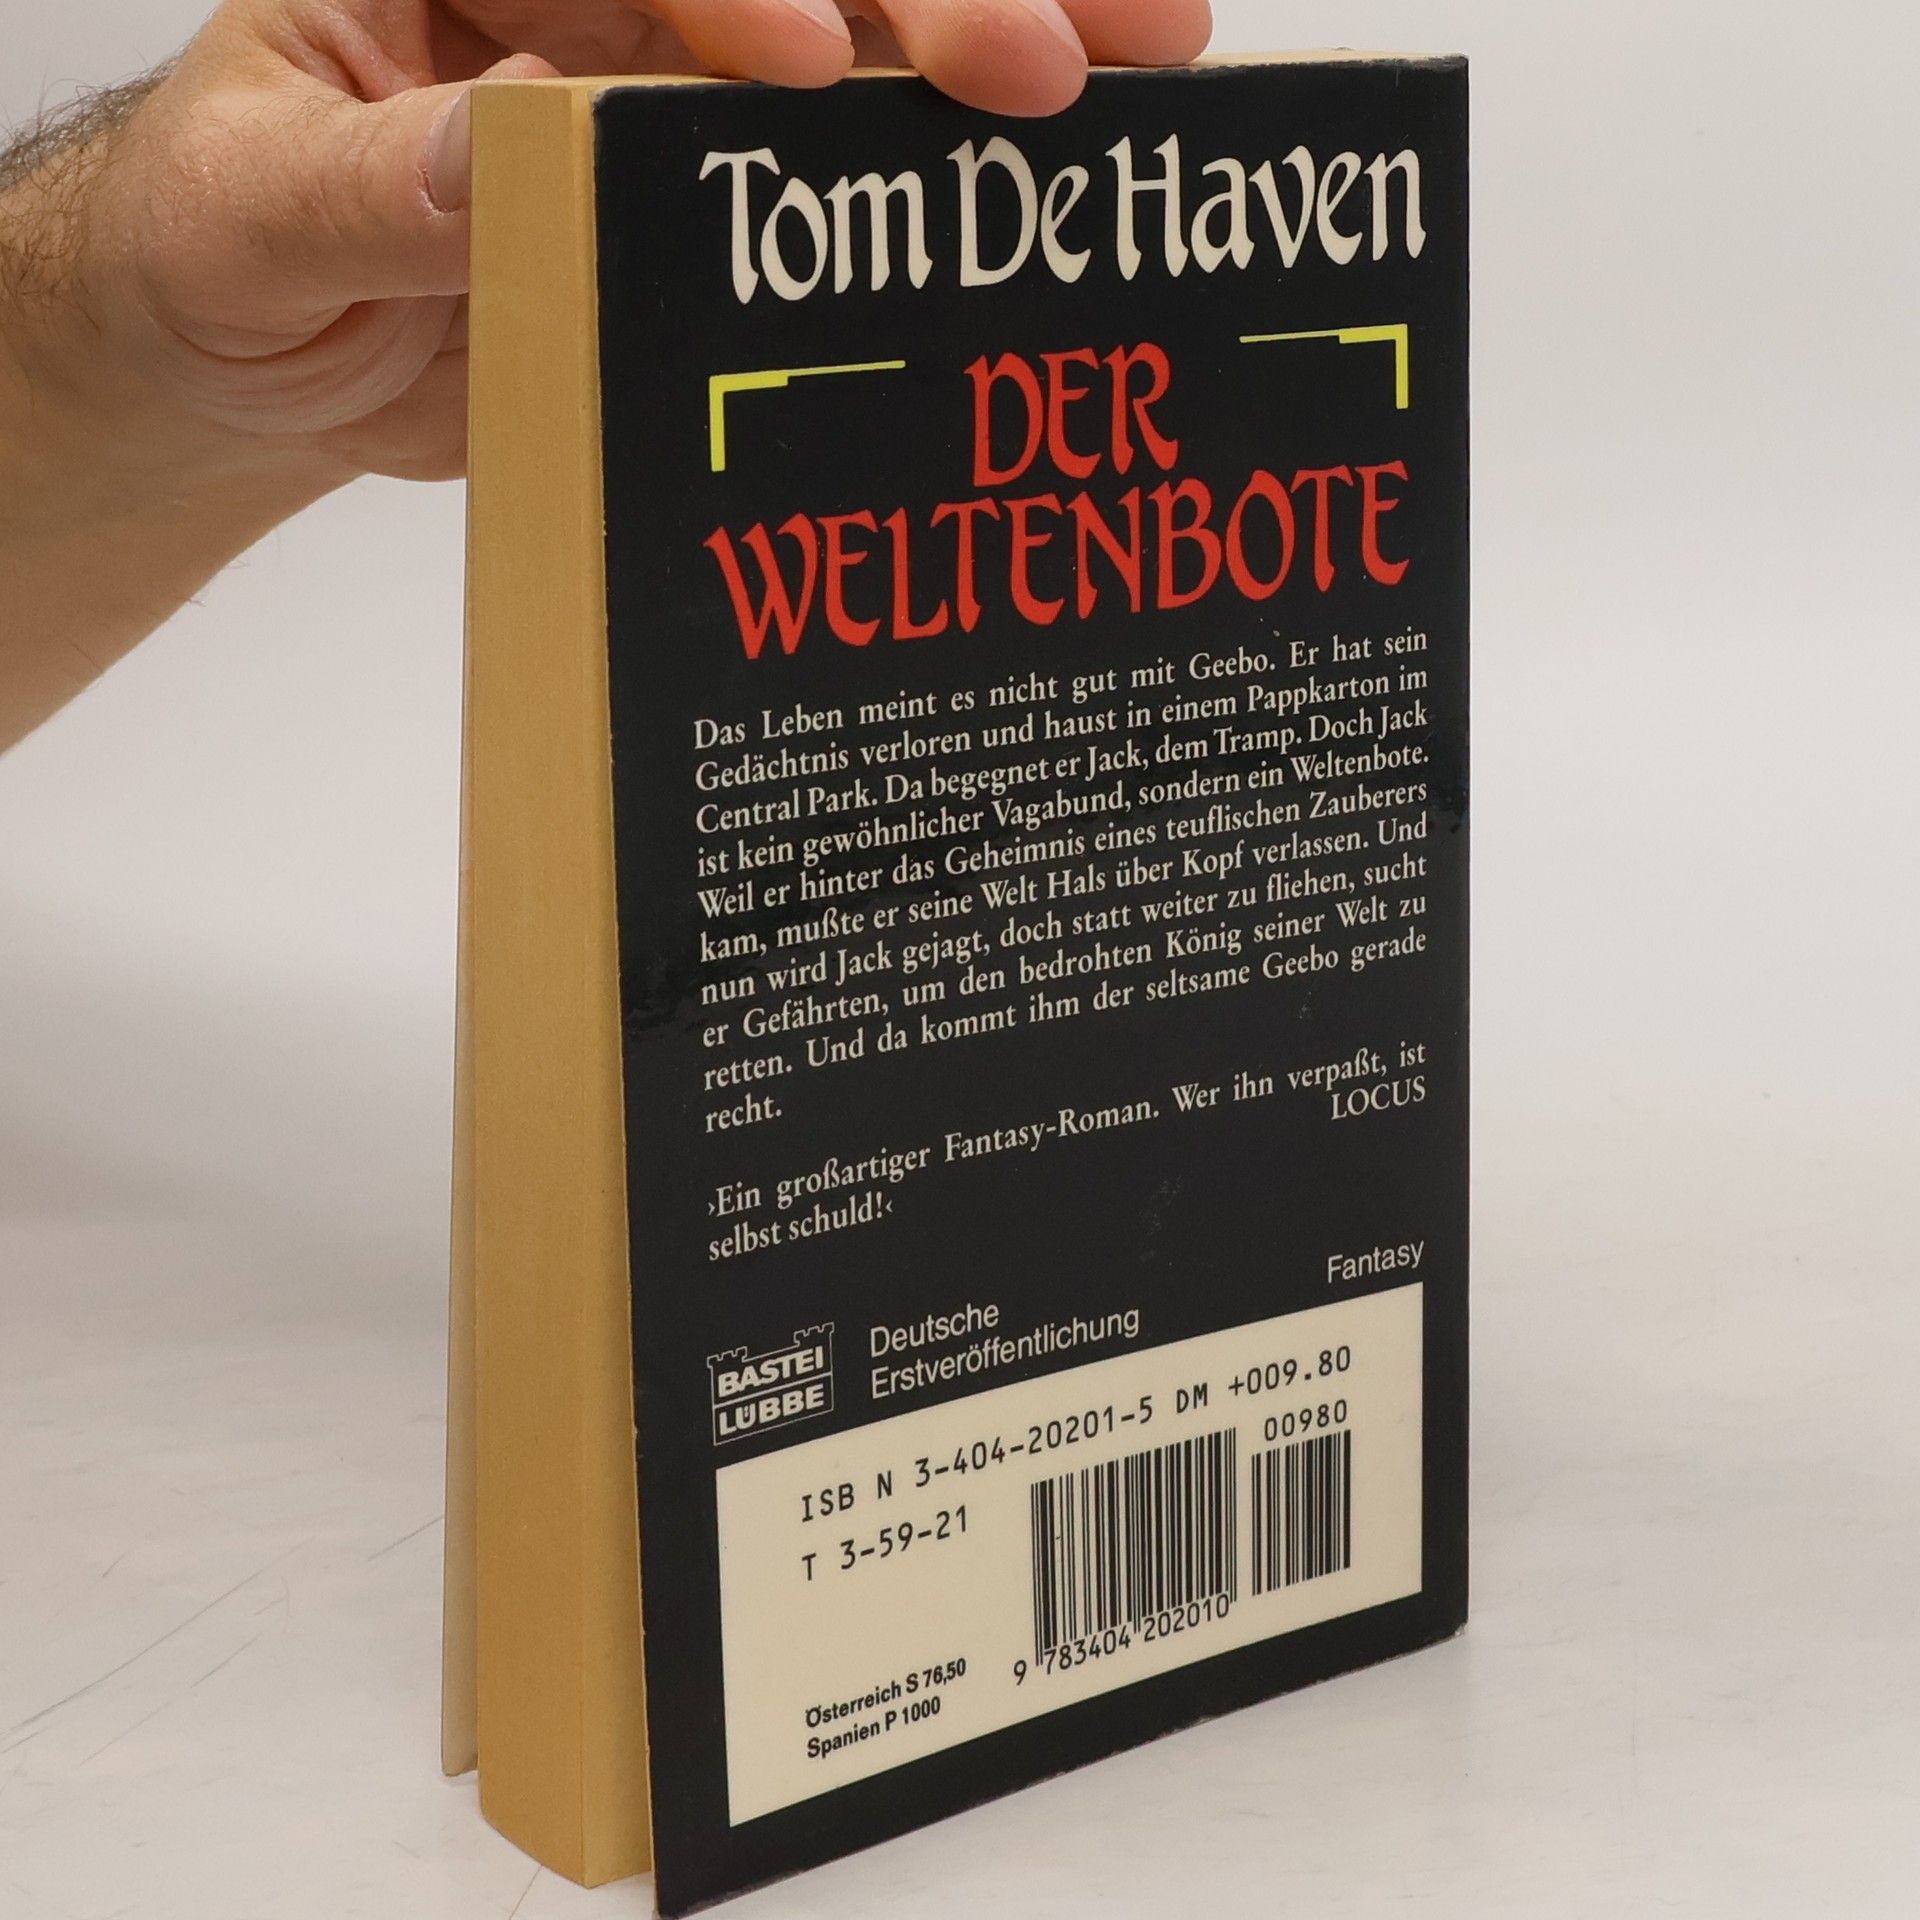 Tom De Haven
DER
WELTENBOTE
Das Leben meint es nicht gut mit Geebo. Er hat sein
Gedächtnis verloren und haust in einem Pappkarton im
Central Park. Da begegnet er Jack, dem Tramp. Doch Jack
ist kein gewöhnlicher Vagabund, sondern ein Weltenbote.
Weil er hinter das Geheimnis eines teuflischen Zauberers
kam, mußte er seine Welt Hals über Kopf verlassen. Und
nun wird Jack gejagt, doch statt weiter zu fliehen, sucht
er Gefährten, um den bedrohten König seiner Welt zu
retten. Und da kommt ihm der seltsame Geebo gerade
recht.
›Ein großartiger Fantasy-Roman. Wer ihn verpaßt, ist
selbst schuld!‹
LOCUS
Fantasy
BASTEI
LÜBBE
Deutsche
Erstveröffentlichung
ISB N 3-404-20201-5 DM +009.80
T 3-59-21
00980
9 783404 202010
Österreich S 76,50
Spanien P 1000